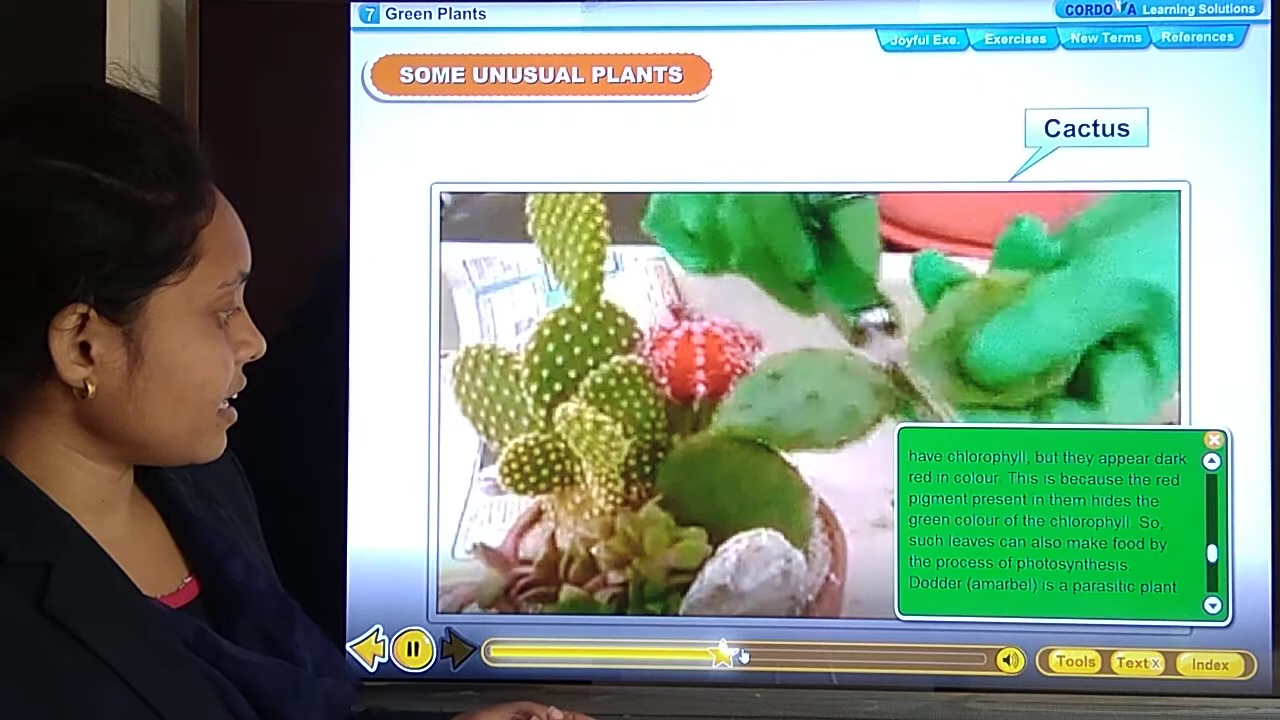 7 Green Plants
CORDOVA Learning Solutions
Joyful Exe. Exercises New Terms References
SOME UNUSUAL PLANTS
Cactus
have chlorophyll, but they appear dark
red in colour. This is because the red
pigment present in them hides the
green colour of the chlorophyll. So,
such leaves can also make food by
the process of photosynthesis.
Dodder (amarbel) is a parasitic plant
Tools Text x Index